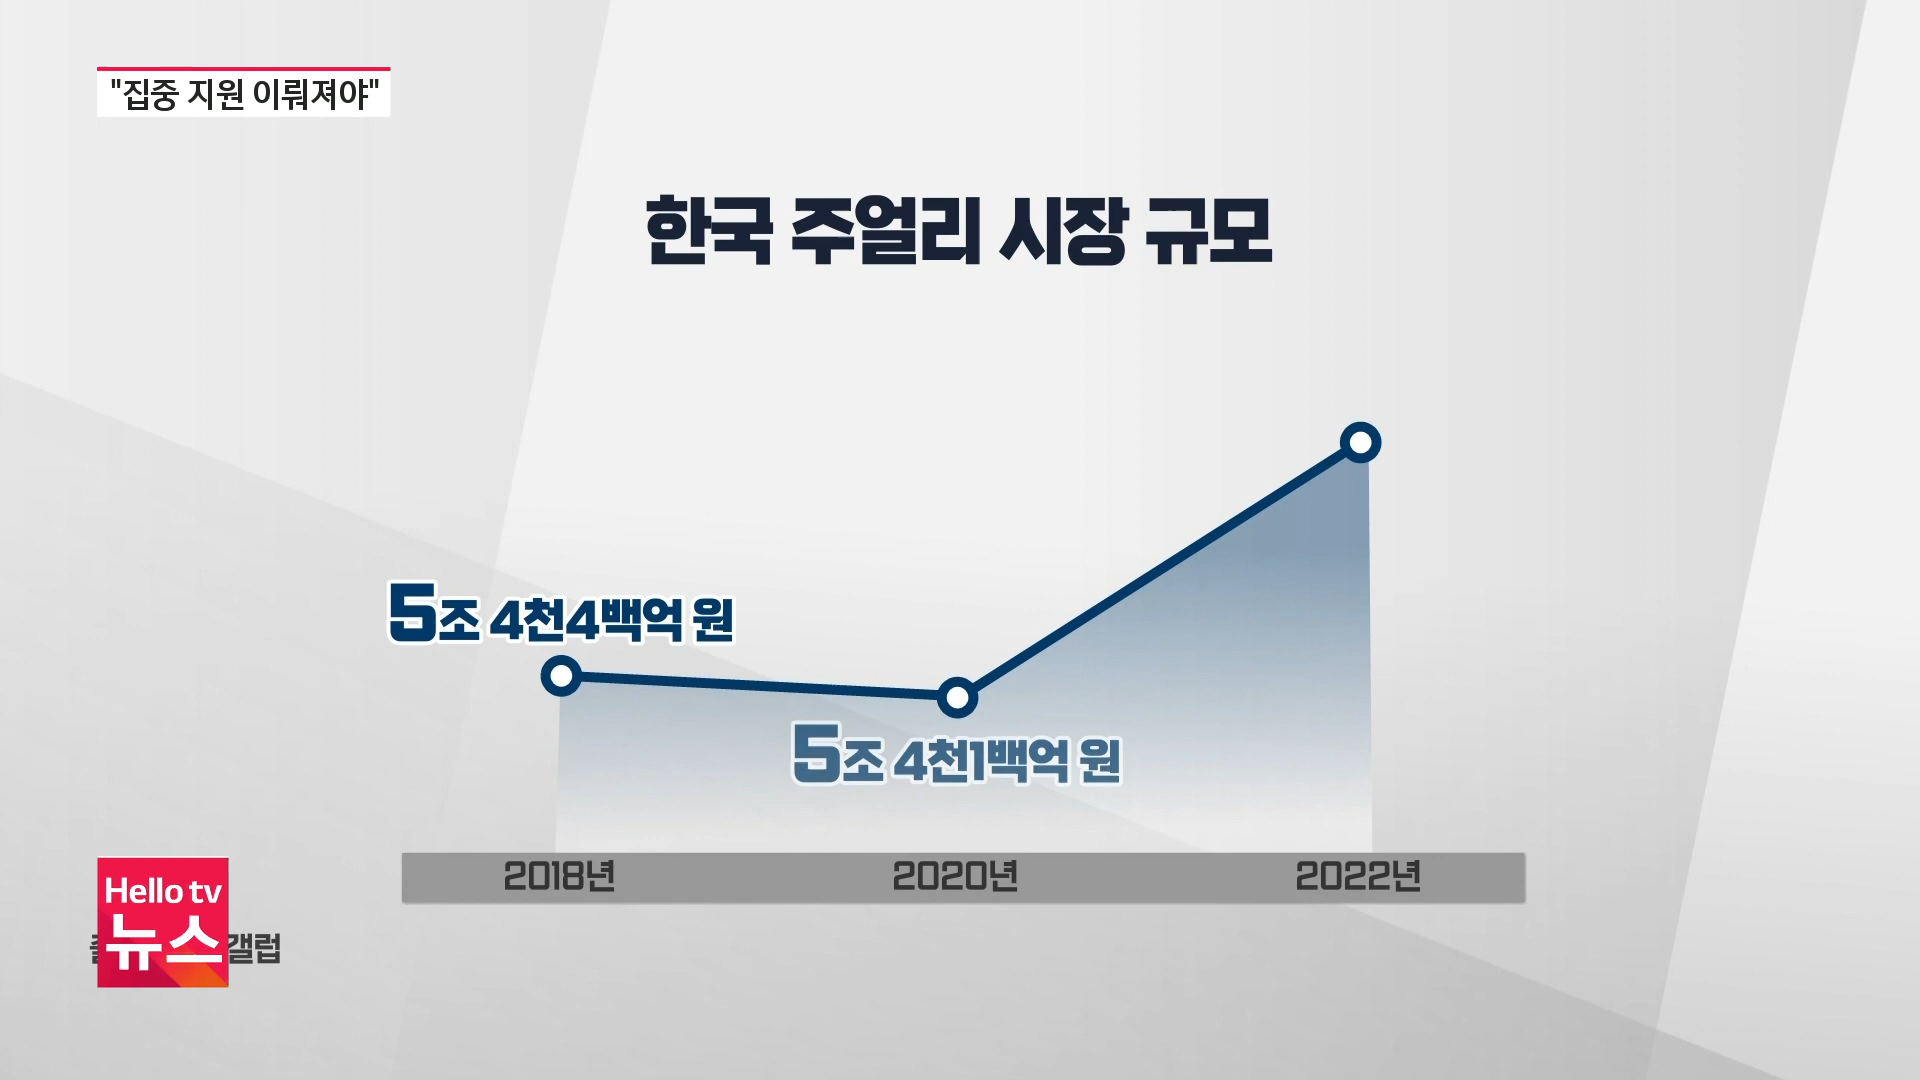 "집중 지원 이뤄져야"
한국 주얼리 시장 규모
5조 4천4백억 원
5조 4천1백억 원
2018년 2020년 2022년
Hello tv
뉴스
갤럽